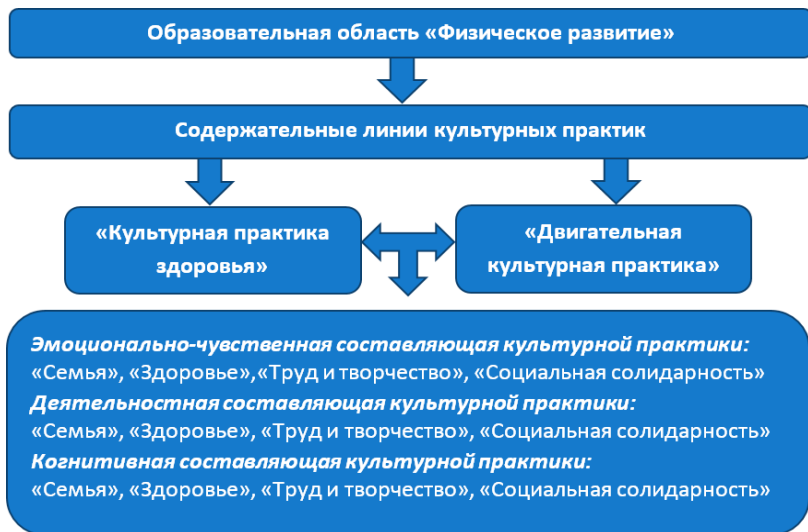 Образовательная область «Физическое развитие»
Содержательные линии культурных практик
«Культурная практика
здоровья»
«Двигательная
культурная практика»
Эмоционально-чувственная составляющая культурной практики:
«Семья», «Здоровье»,«Труд и творчество», «Социальная солидарность»
Деятельностная составляющая культурной практики:
«Семья», «Здоровье», «Труд и творчество», «Социальная солидарность»
Когнитивная составляющая культурной практики:
«Семья», «Здоровье», «Труд и творчество», «Социальная солидарность»